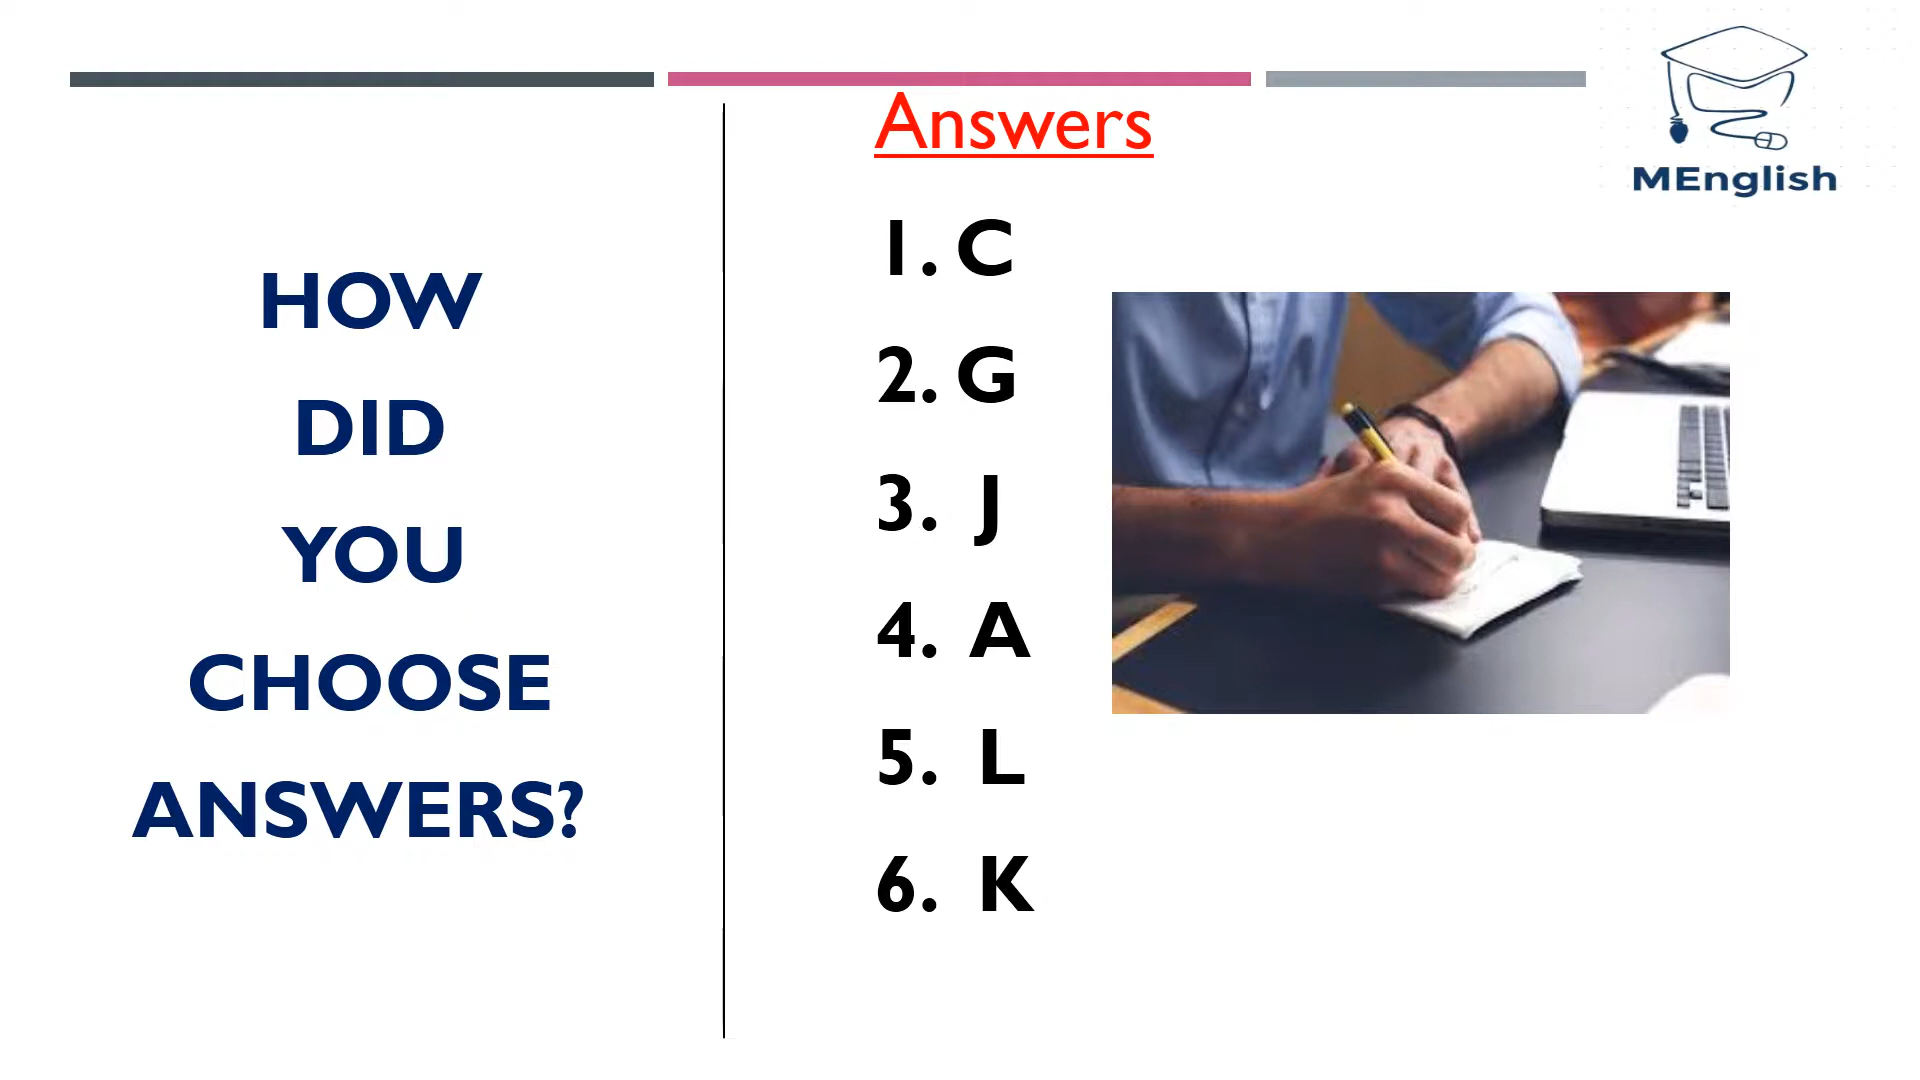 HOW
DID
YOU
CHOOSE
ANSWERS?
Answers
1. C
2. G
3. J
4. A
5. L
6. K
MEnglish